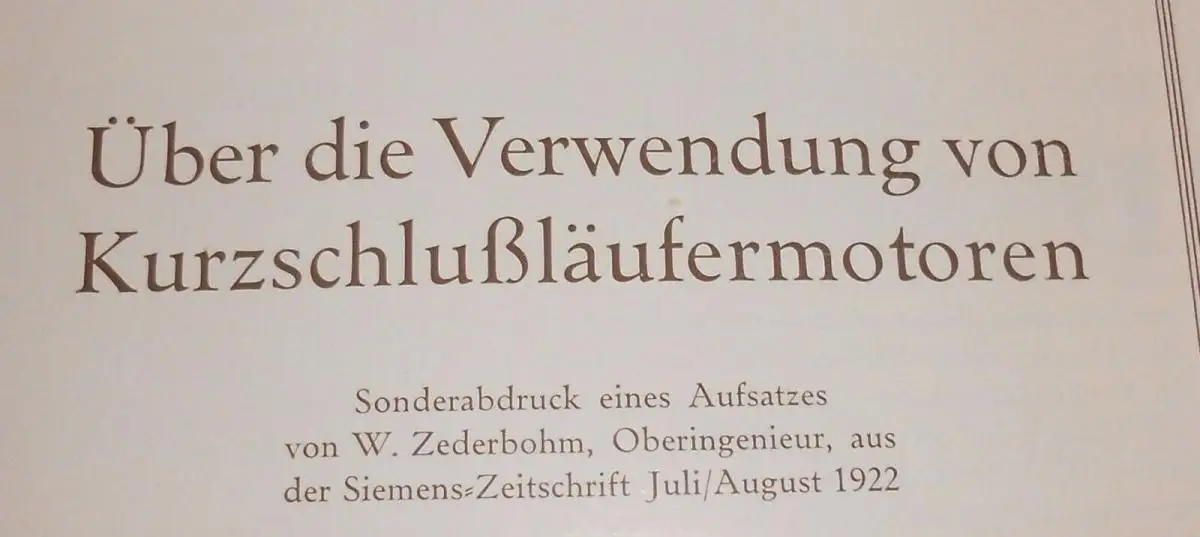 Über die Verwendung von
Kurzschlußläufermotoren
Sonderabdruck eines Aufsatzes
von W. Zederbohm, Oberingenieur, aus
der Siemens⸗Zeitschrift Juli/August 1922